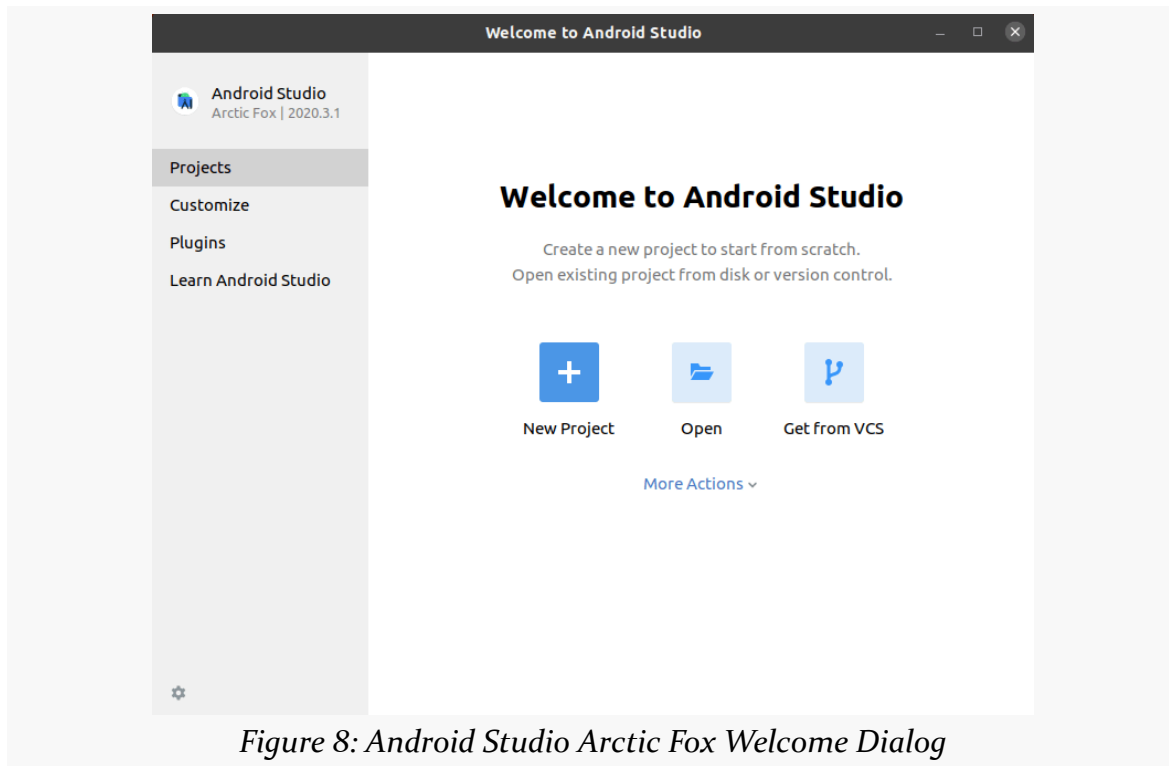 Welcome to Android Studio
Android Studio
Arctic Fox | 2020.3.1
Projects
Customize
Plugins
Learn Android Studio
Welcome to Android Studio
Create a new project to start from scratch.
Open existing project from disk or version control.
New Project
Open
Get from VCS
More Actions
Figure 8: Android Studio Arctic Fox Welcome Dialog